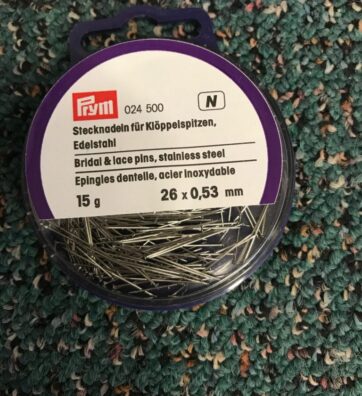 Prym 024 500 N
Stecknadeln für Klöppelspitzen,
Edelstahl
Bridal & lace pins, stainless steel
Epingles dentelle, acier inoxydable
15 g 26 x 0,53 mm